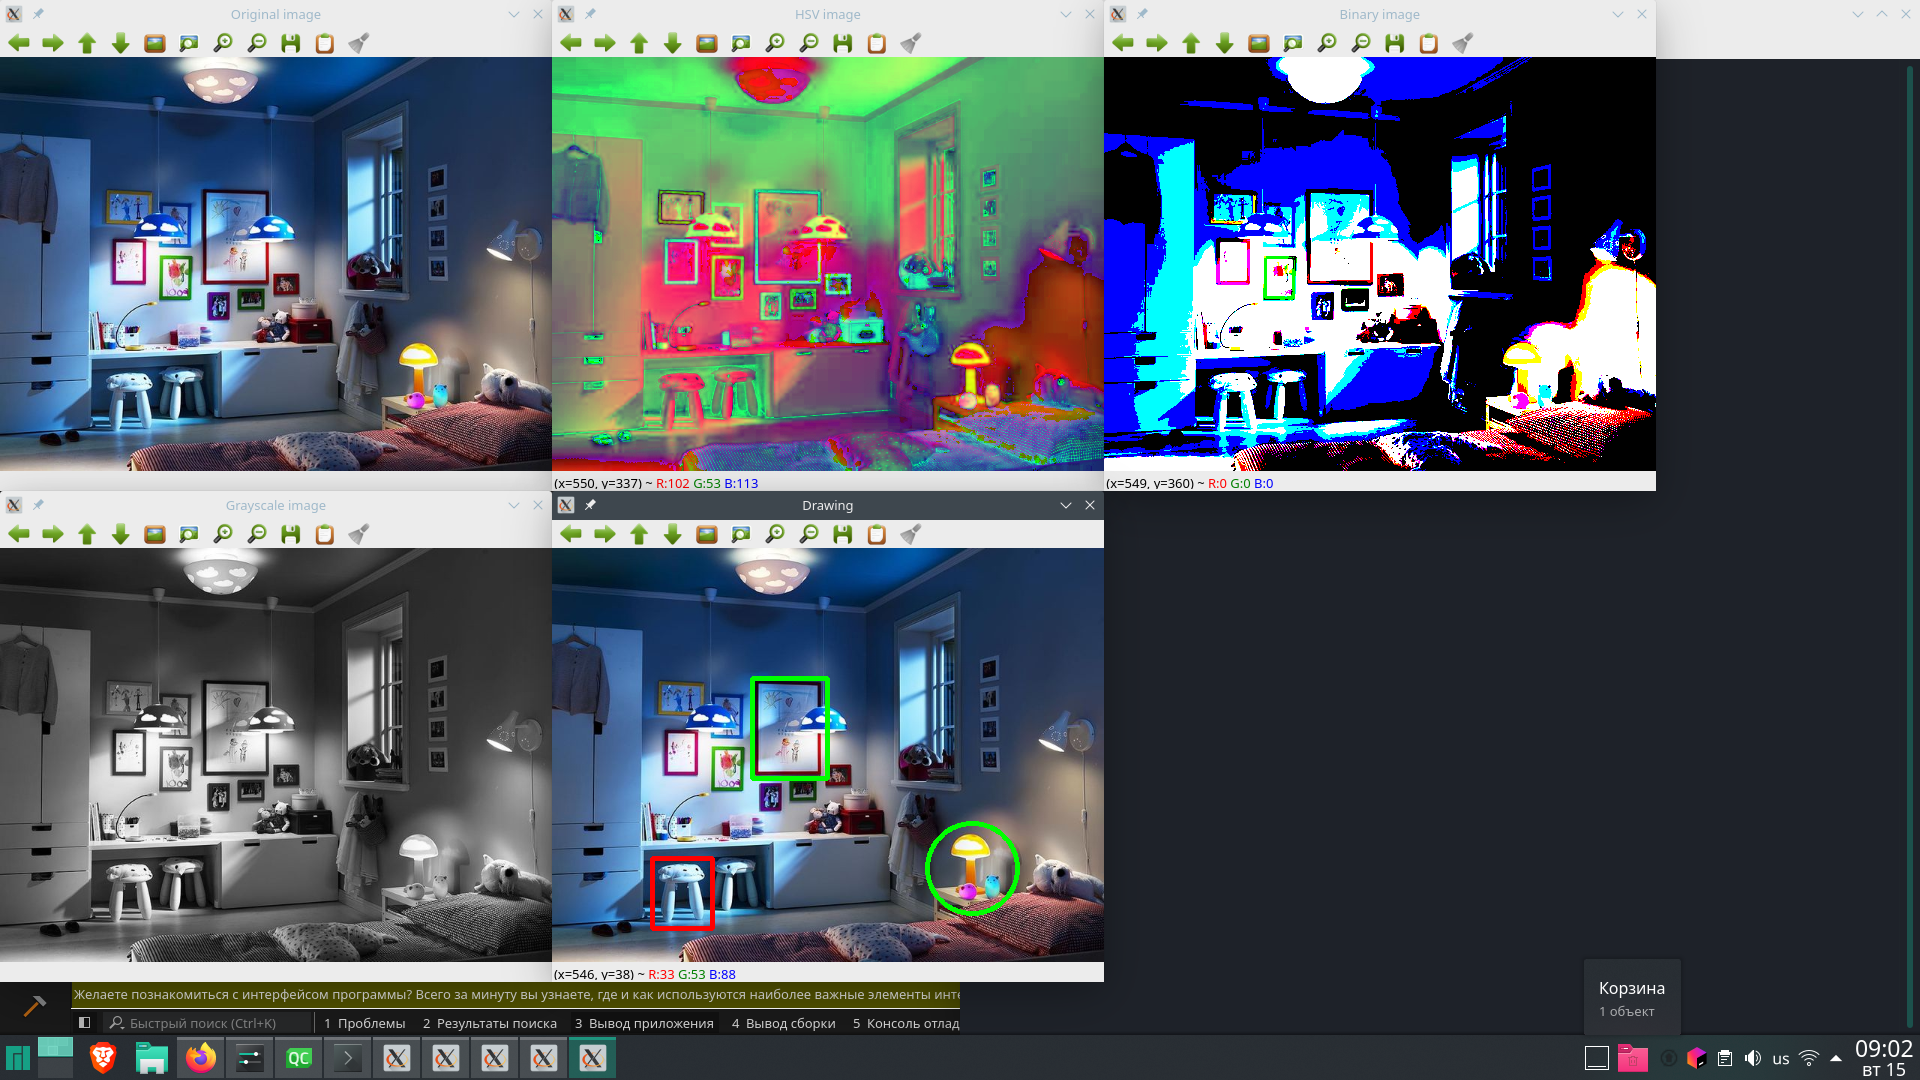 Original image
HSV image
Binary image
(x=550, y=337) ~ R:102 G:53 B:113
(x=549, y=360) ~ R:0 G:0 B:0
Grayscale image
Drawing
(x=546, y=38) ~ R:33 G:53 B:88
Желаете познакомиться с интерфейсом программы? Всего за минуту вы узнаете, где и как используются наиболее важные элементы инте
Быстрый поиск (Ctrl+K)
1 Проблемы
2 Результаты поиска
3 Вывод приложения
4 Вывод сборки
5 Консоль отлад
Корзина
1 объект
QC
us
09:02
вт 15